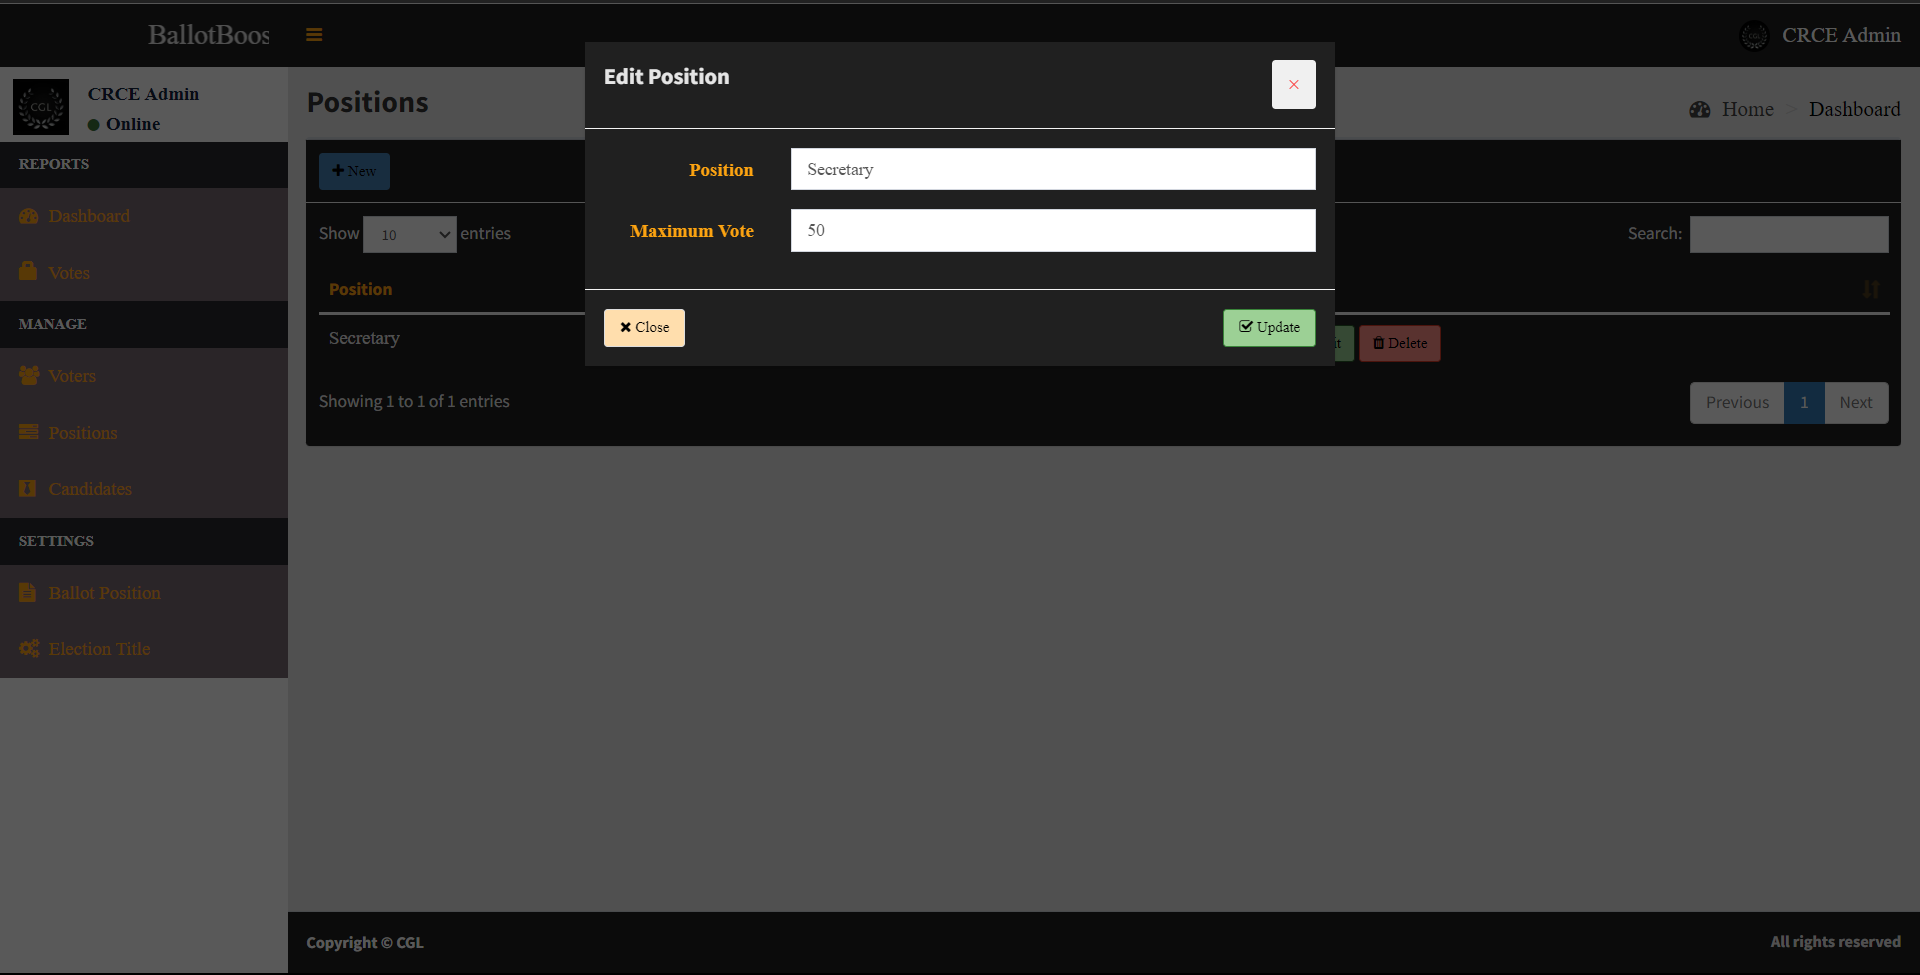 BallotBoos
CRCE Admin
CGL
CRCE Admin
Online
REPORTS
Dashboard
Votes
MANAGE
Voters
Positions
Candidates
SETTINGS
Ballot Position
Election Title
Positions
Home > Dashboard
New
Show 10 entries
Search:
Position
Secretary
it
Delete
Showing 1 to 1 of 1 entries
Previous 1 Next
Edit Position
×
Position Secretary
Maximum Vote 50
Close
Update
Copyright © CGL
All rights reserved